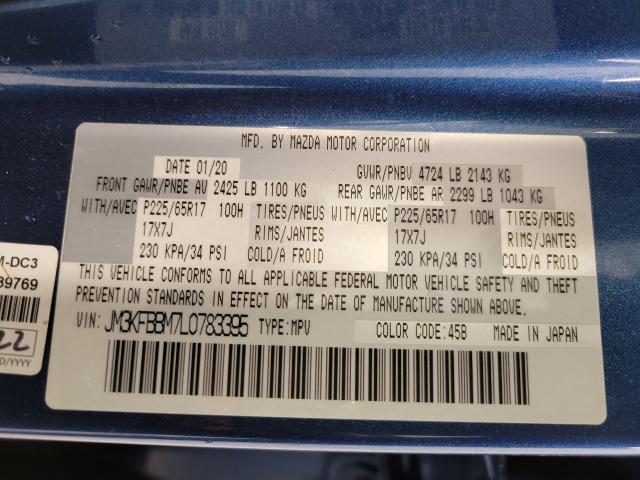 MFD. BY MAZDA MOTOR CORPORATION
DATE 01/20 GVWR/PNBV 4724 LB 2143 KG
FRONT GAWR/PNBE AV 2425 LB 1100 KG REAR GAWR/PNBE AR 2299 LB 1043 KG
WITH/AVEC P225/65R17 100H TIRES/PNEUS WITH/AVEC P225/65R17 100H TIRES/PNEUS
17X7J RIMS/JANTES 17X7J RIMS/JANTES
230 KPA/34 PSI COLD/A FROID 230 KPA/34 PSI COLD/A FROID
THIS VEHICLE CONFORMS TO ALL APPLICABLE FEDERAL MOTOR VEHICLE SAFETY AND THEFT
PREVENTION STANDARDS IN EFFECT ON THE DATE OF MANUFACTURE SHOWN ABOVE.
VIN: JM3KFBBM7L0783395 TYPE:MPV COLOR CODE:45B MADE IN JAPAN
M-DC3
39769
22
D/YYYY